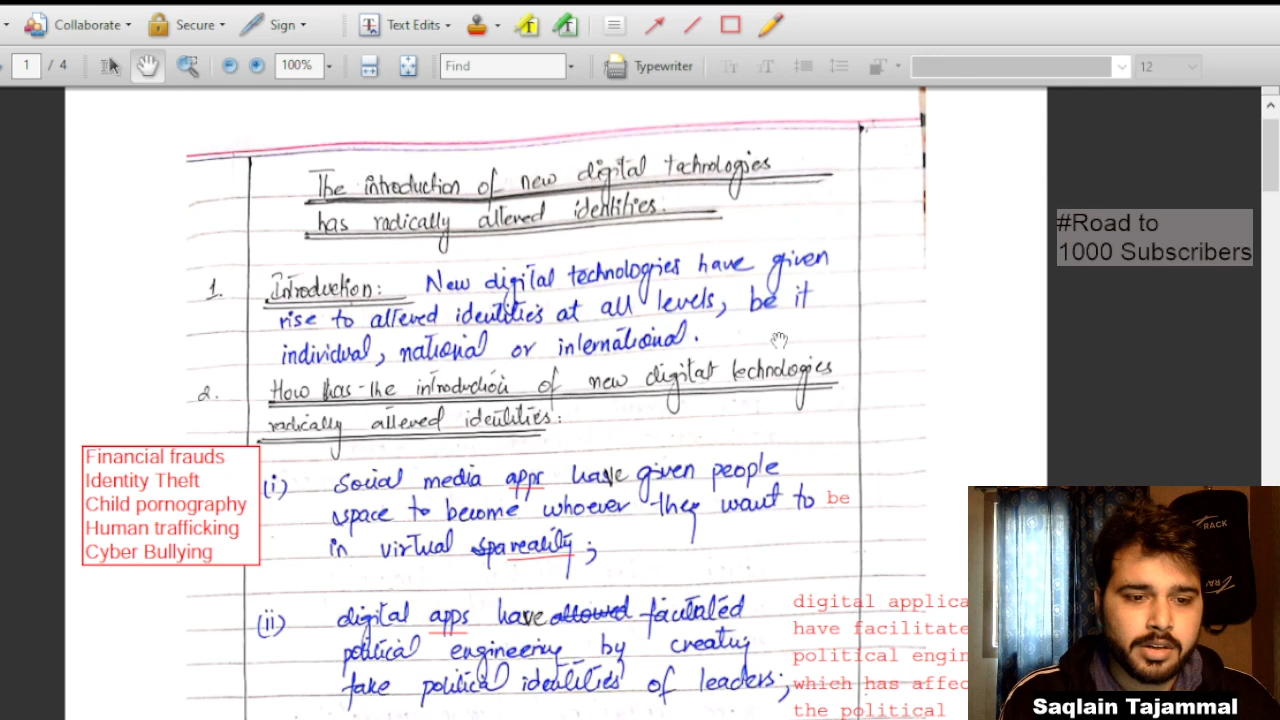 Collaborate Secure Sign Text Edits
1 / 4 100% Find Typewriter 12
The introduction of new digital technologies
has radically altered identities.
#Road to
1000 Subscribers
1. Introduction: New digital technologies have given
rise to altered identities at all levels, be it
individual, national or international.
2. How has the introduction of new digital technologies
radically altered identities:
Financial frauds
Identity Theft
Child pornography
Human trafficking
Cyber Bullying
(i) Social media apps have given people
space to become whoever they want to be
in virtual spa reality;
(ii) digital apps have allowed facitated
political engineering by creating
fake political identities of leaders;
digital applica
have facilitate
political engin
which has affec
the political
RACK
Saqlain Tajammal